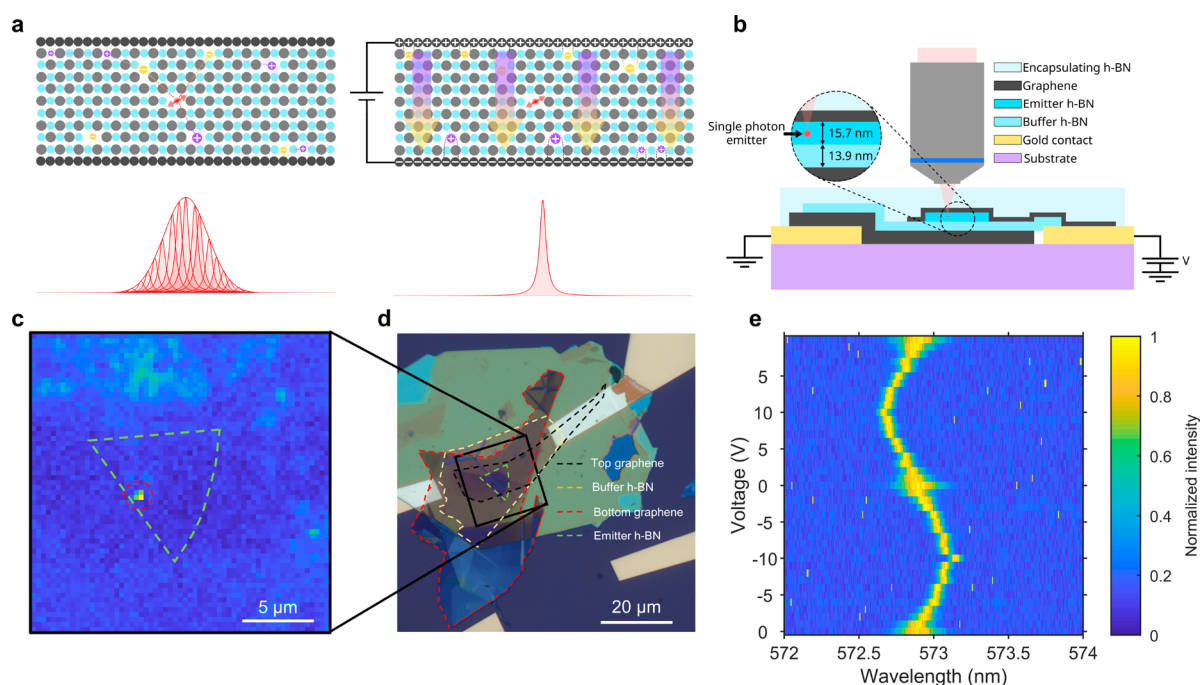 a
b
Encapsulating h-BN
Graphene
Emitter h-BN
Buffer h-BN
Gold contact
Substrate
Single photon
emitter
15.7 nm
13.9 nm
V
c
5 μm
d
Top graphene
Buffer h-BN
Bottom graphene
Emitter h-BN
20 μm
e
Voltage (V)
5
10
5
0
-5
-10
-5
0
572
572.5
573
573.5
574
Wavelength (nm)
1
0.8
0.6
0.4
0.2
0
Normalized intensity